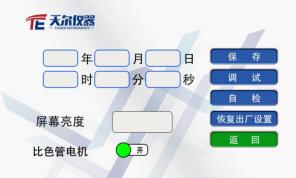 天尔仪器
TIANER INSTRUMENTS
年 月 日
时 分 秒
屏幕亮度
比色管电机 开
保 存
调 试
自 检
恢复出厂设置
返 回